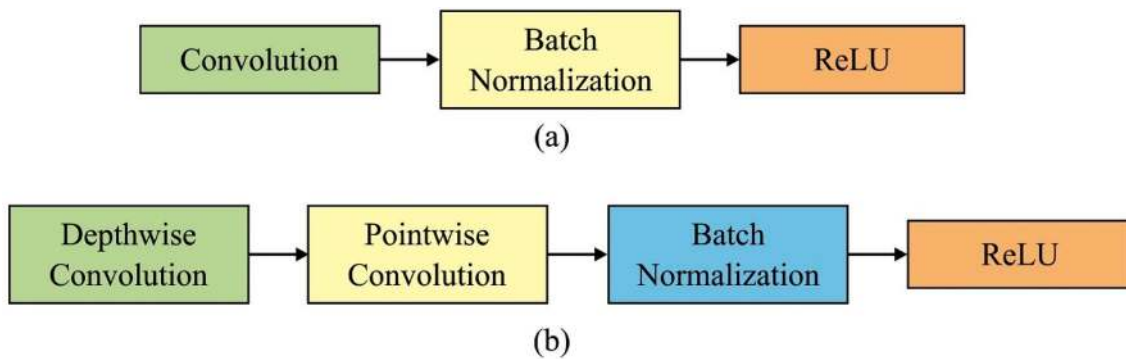 Convolution
Batch
Normalization
ReLU
(a)
Depthwise
Convolution
Pointwise
Convolution
Batch
Normalization
ReLU
(b)